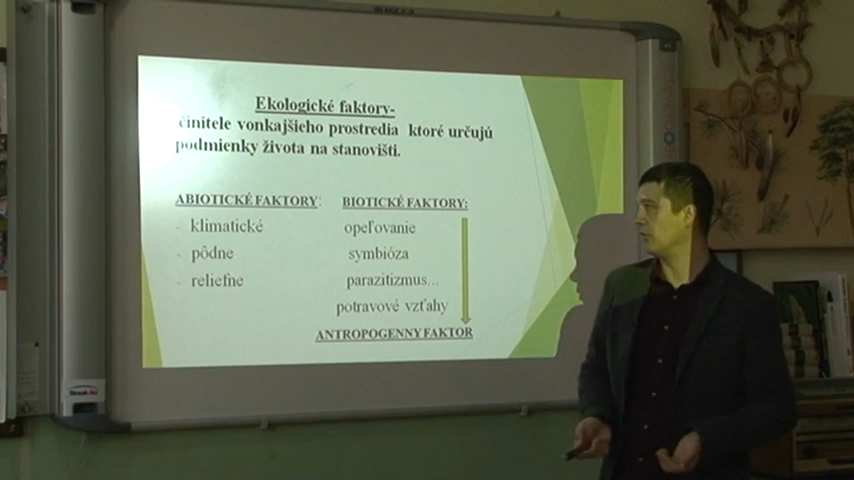 Ekologické faktory-
činitele vonkajšieho prostredia ktoré určujú
podmienky života na stanovišti.
ABIOTICKÉ FAKTORY:
- klimatické
- pôdne
- reliefne
BIOTICKÉ FAKTORY:
opeľovanie
symbióza
parazitizmus...
potravové vzťahy
ANTROPOGENNY FAKTOR